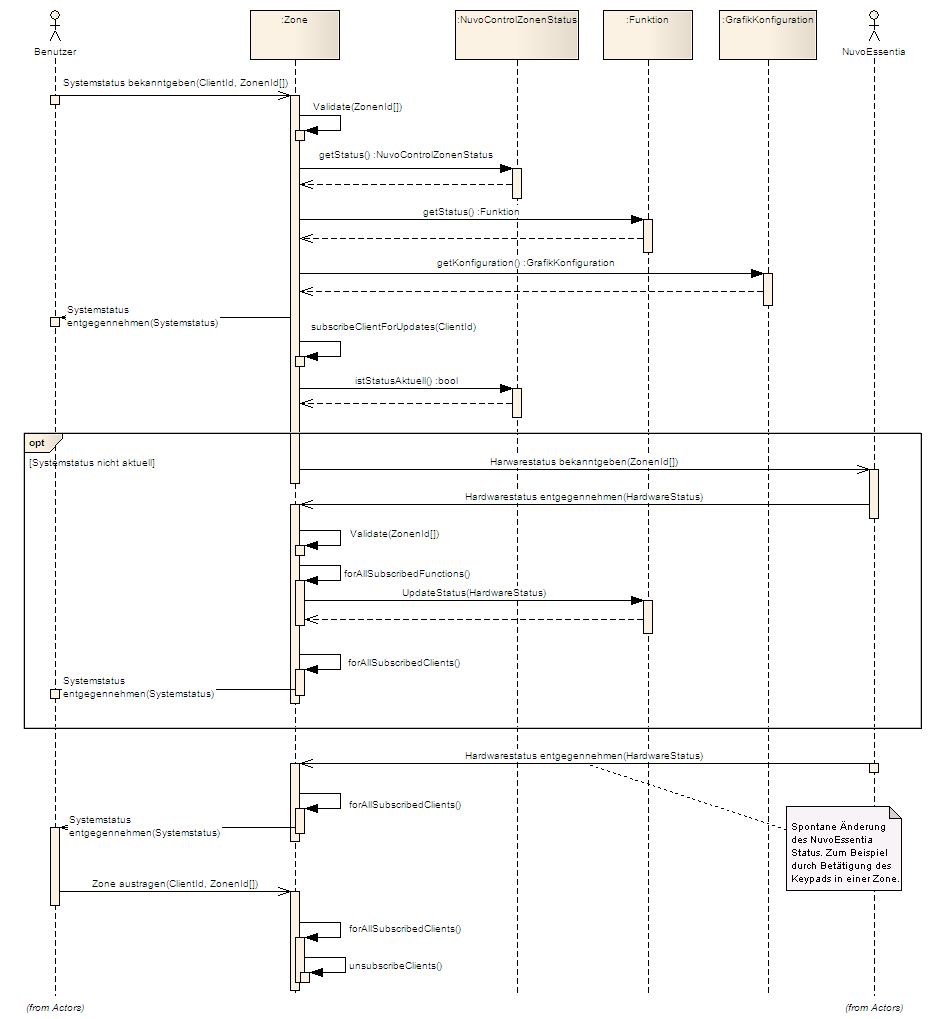 :Zone
:NuvoControlZonenStatus
:Funktion
:GrafikKonfiguration
Benutzer
NuvoEssentia
Systemstatus bekanntgeben(ClientId, ZonenId[])
Validate(ZonenId[])
getStatus() :NuvoControlZonenStatus
getStatus() :Funktion
getKonfiguration() :GrafikKonfiguration
Systemstatus
entgegennehmen(Systemstatus)
subscribeClientForUpdates(ClientId)
istStatusAktuell() :bool
opt
[Systemstatus nicht aktuell]
Harwarestatus bekanntgeben(ZonenId[])
Hardwarestatus entgegennehmen(HardwareStatus)
Validate(ZonenId[])
forAllSubscribedFunctions()
UpdateStatus(HardwareStatus)
forAllSubscribedClients()
Systemstatus
entgegennehmen(Systemstatus)
Hardwarestatus entgegennehmen(HardwareStatus)
forAllSubscribedClients()
Systemstatus
entgegennehmen(Systemstatus)
Spontane Änderung
des NuvoEssentia
Status. Zum Beispiel
durch Betätigung des
Keypads in einer Zone.
Zone austragen(ClientId, ZonenId[])
forAllSubscribedClients()
unsubscribeClients()
(from Actors)
(from Actors)